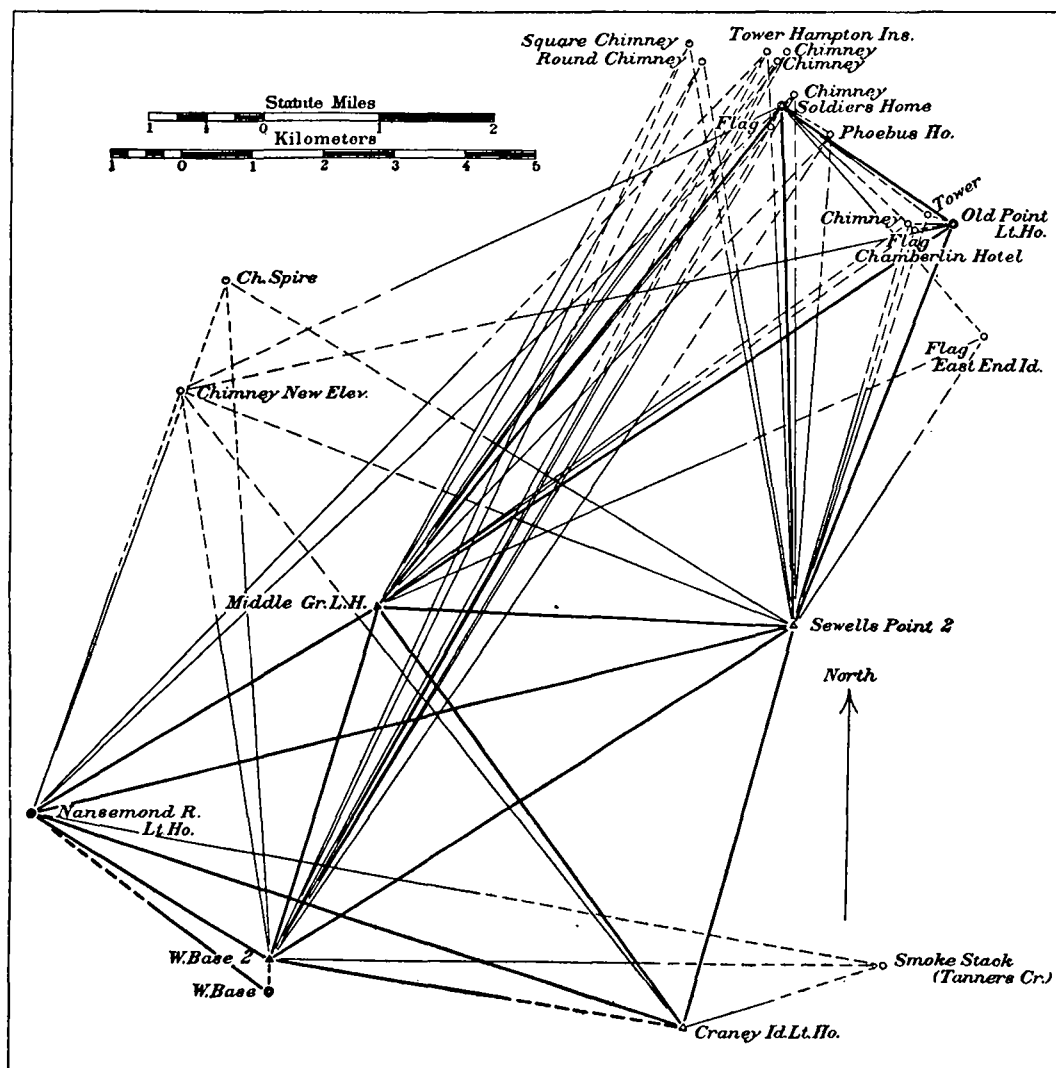 Square Chimney
Round Chimney
Tower Hampton Ins.
Chimney
Chimney
Statute Miles
1 1 0 1 2
Kilometers
1 0 1 2 3 4 5
Chimney
Soldiers Home
Flag
Phoebus Ho.
Tower
Chimney
Old Point
Lt.Ho.
Flag
Chamberlin Hotel
Ch. Spire
Flag
East End Id.
Chimney New Elev.
Middle Gr. L.H.
Sewells Point 2
North
Nansemond R.
Lt.Ho.
W.Base 2
W.Base
Smoke Stack
(Tanners Cr.)
Craney Id. Lt. Ho.